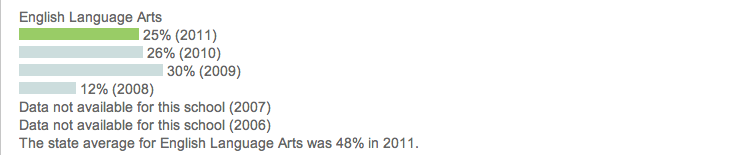 English Language Arts
25% (2011)
26% (2010)
30% (2009)
12% (2008)
Data not available for this school (2007)
Data not available for this school (2006)
The state average for English Language Arts was 48% in 2011.